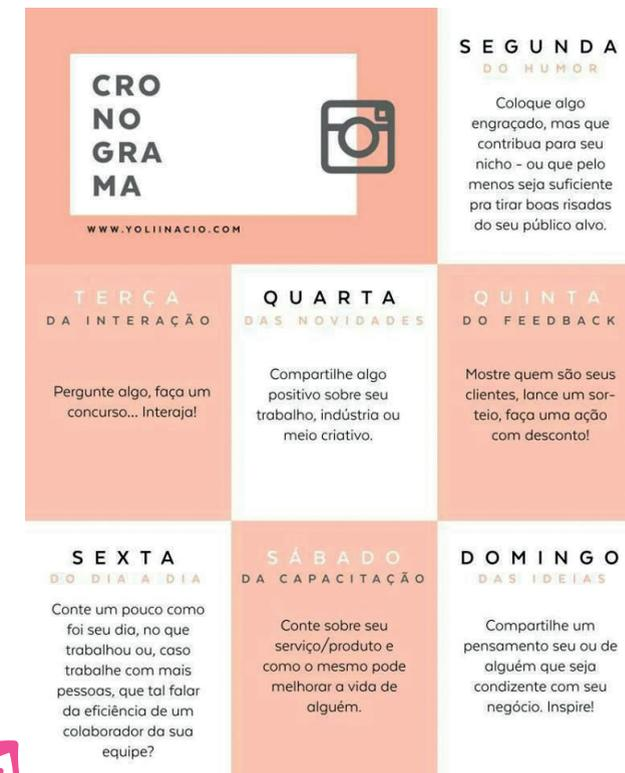 CRO
NO
GRA
MA
WWW.YOLIINACIO.COM
SEGUNDA
DO HUMOR
Coloque algo
engraçado, mas que
contribua para seu
nicho - ou que pelo
menos seja suficiente
pra tirar boas risadas
do seu público alvo.
TERÇA
DA INTERAÇÃO
Pergunte algo, faça um
concurso... Interaja!
QUARTA
DAS NOVIDADES
Compartilhe algo
positivo sobre seu
trabalho, indústria ou
meio criativo.
QUINTA
DO FEEDBACK
Mostre quem são seus
clientes, lance um sor-
teio, faça uma ação
com desconto!
SEXTA
DO DIA A DIA
Conte um pouco como
foi seu dia, no que
trabalhou ou, caso
trabalhe com mais
pessoas, que tal falar
da eficiência de um
colaborador da sua
equipe?
SÁBADO
DA CAPACITAÇÃO
Conte sobre seu
serviço/produto e
como o mesmo pode
melhorar a vida de
alguém.
DOMINGO
DAS IDEIAS
Compartilhe um
pensamento seu ou de
alguém que seja
condizente com seu
negócio. Inspire!